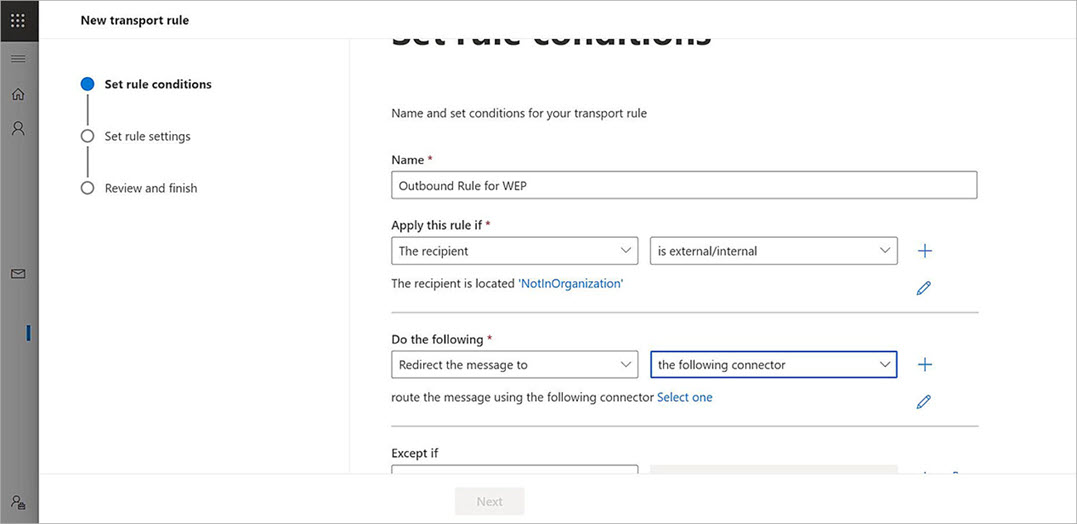 New transport rule
Set rule conditions
Set rule settings
Review and finish
Set rule conditions
Name and set conditions for your transport rule
Name *
Outbound Rule for WEP
Apply this rule if *
The recipient
is external/internal
The recipient is located 'NotInOrganization'
Do the following *
Redirect the message to
the following connector
route the message using the following connector Select one
Except if
Next